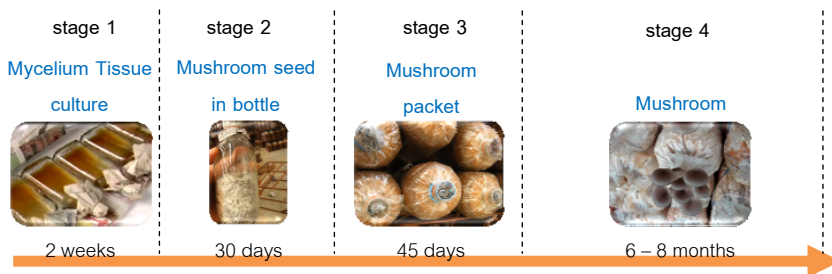 stage 1
Mycelium Tissue
culture
2 weeks
stage 2
Mushroom seed
in bottle
30 days
stage 3
Mushroom
packet
45 days
stage 4
Mushroom
6 – 8 months